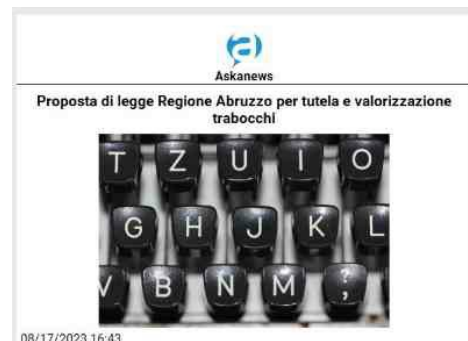 a
Askanews
Proposta di legge Regione Abruzzo per tutela e valorizzazione
trabocchi
T Z U I O
G H J K L
V B N M ? ;
08/17/2023 16:43